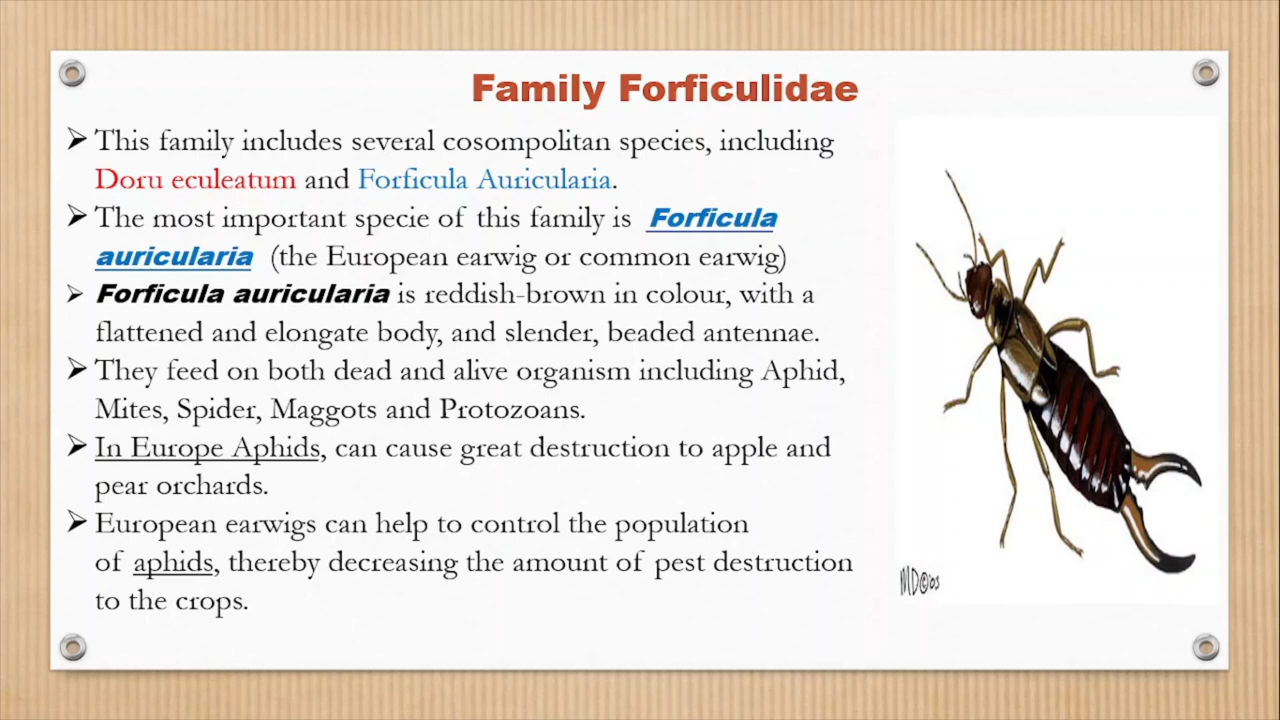 Family Forficulidae
➢ This family includes several cosompolitan species, including
Doru eculeatum and Forficula Auricularia.
➢ The most important specie of this family is Forficula
auricularia (the European earwig or common earwig)
➢ Forficula auricularia is reddish-brown in colour, with a
flattened and elongate body, and slender, beaded antennae.
➢ They feed on both dead and alive organism including Aphid,
Mites, Spider, Maggots and Protozoans.
➢ In Europe Aphids, can cause great destruction to apple and
pear orchards.
➢ European earwigs can help to control the population
of aphids, thereby decreasing the amount of pest destruction
to the crops.
MD©05